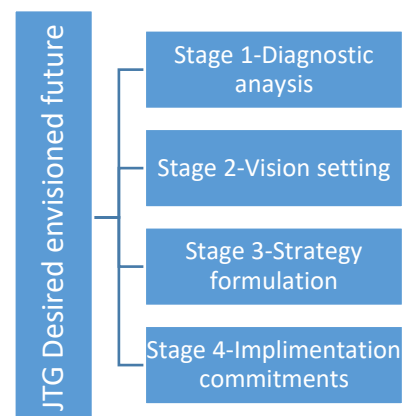 JTG Desired envisioned future
Stage 1-Diagnostic
anaysis
Stage 2-Vision setting
Stage 3-Strategy
formulation
Stage 4-Implimentation
commitments